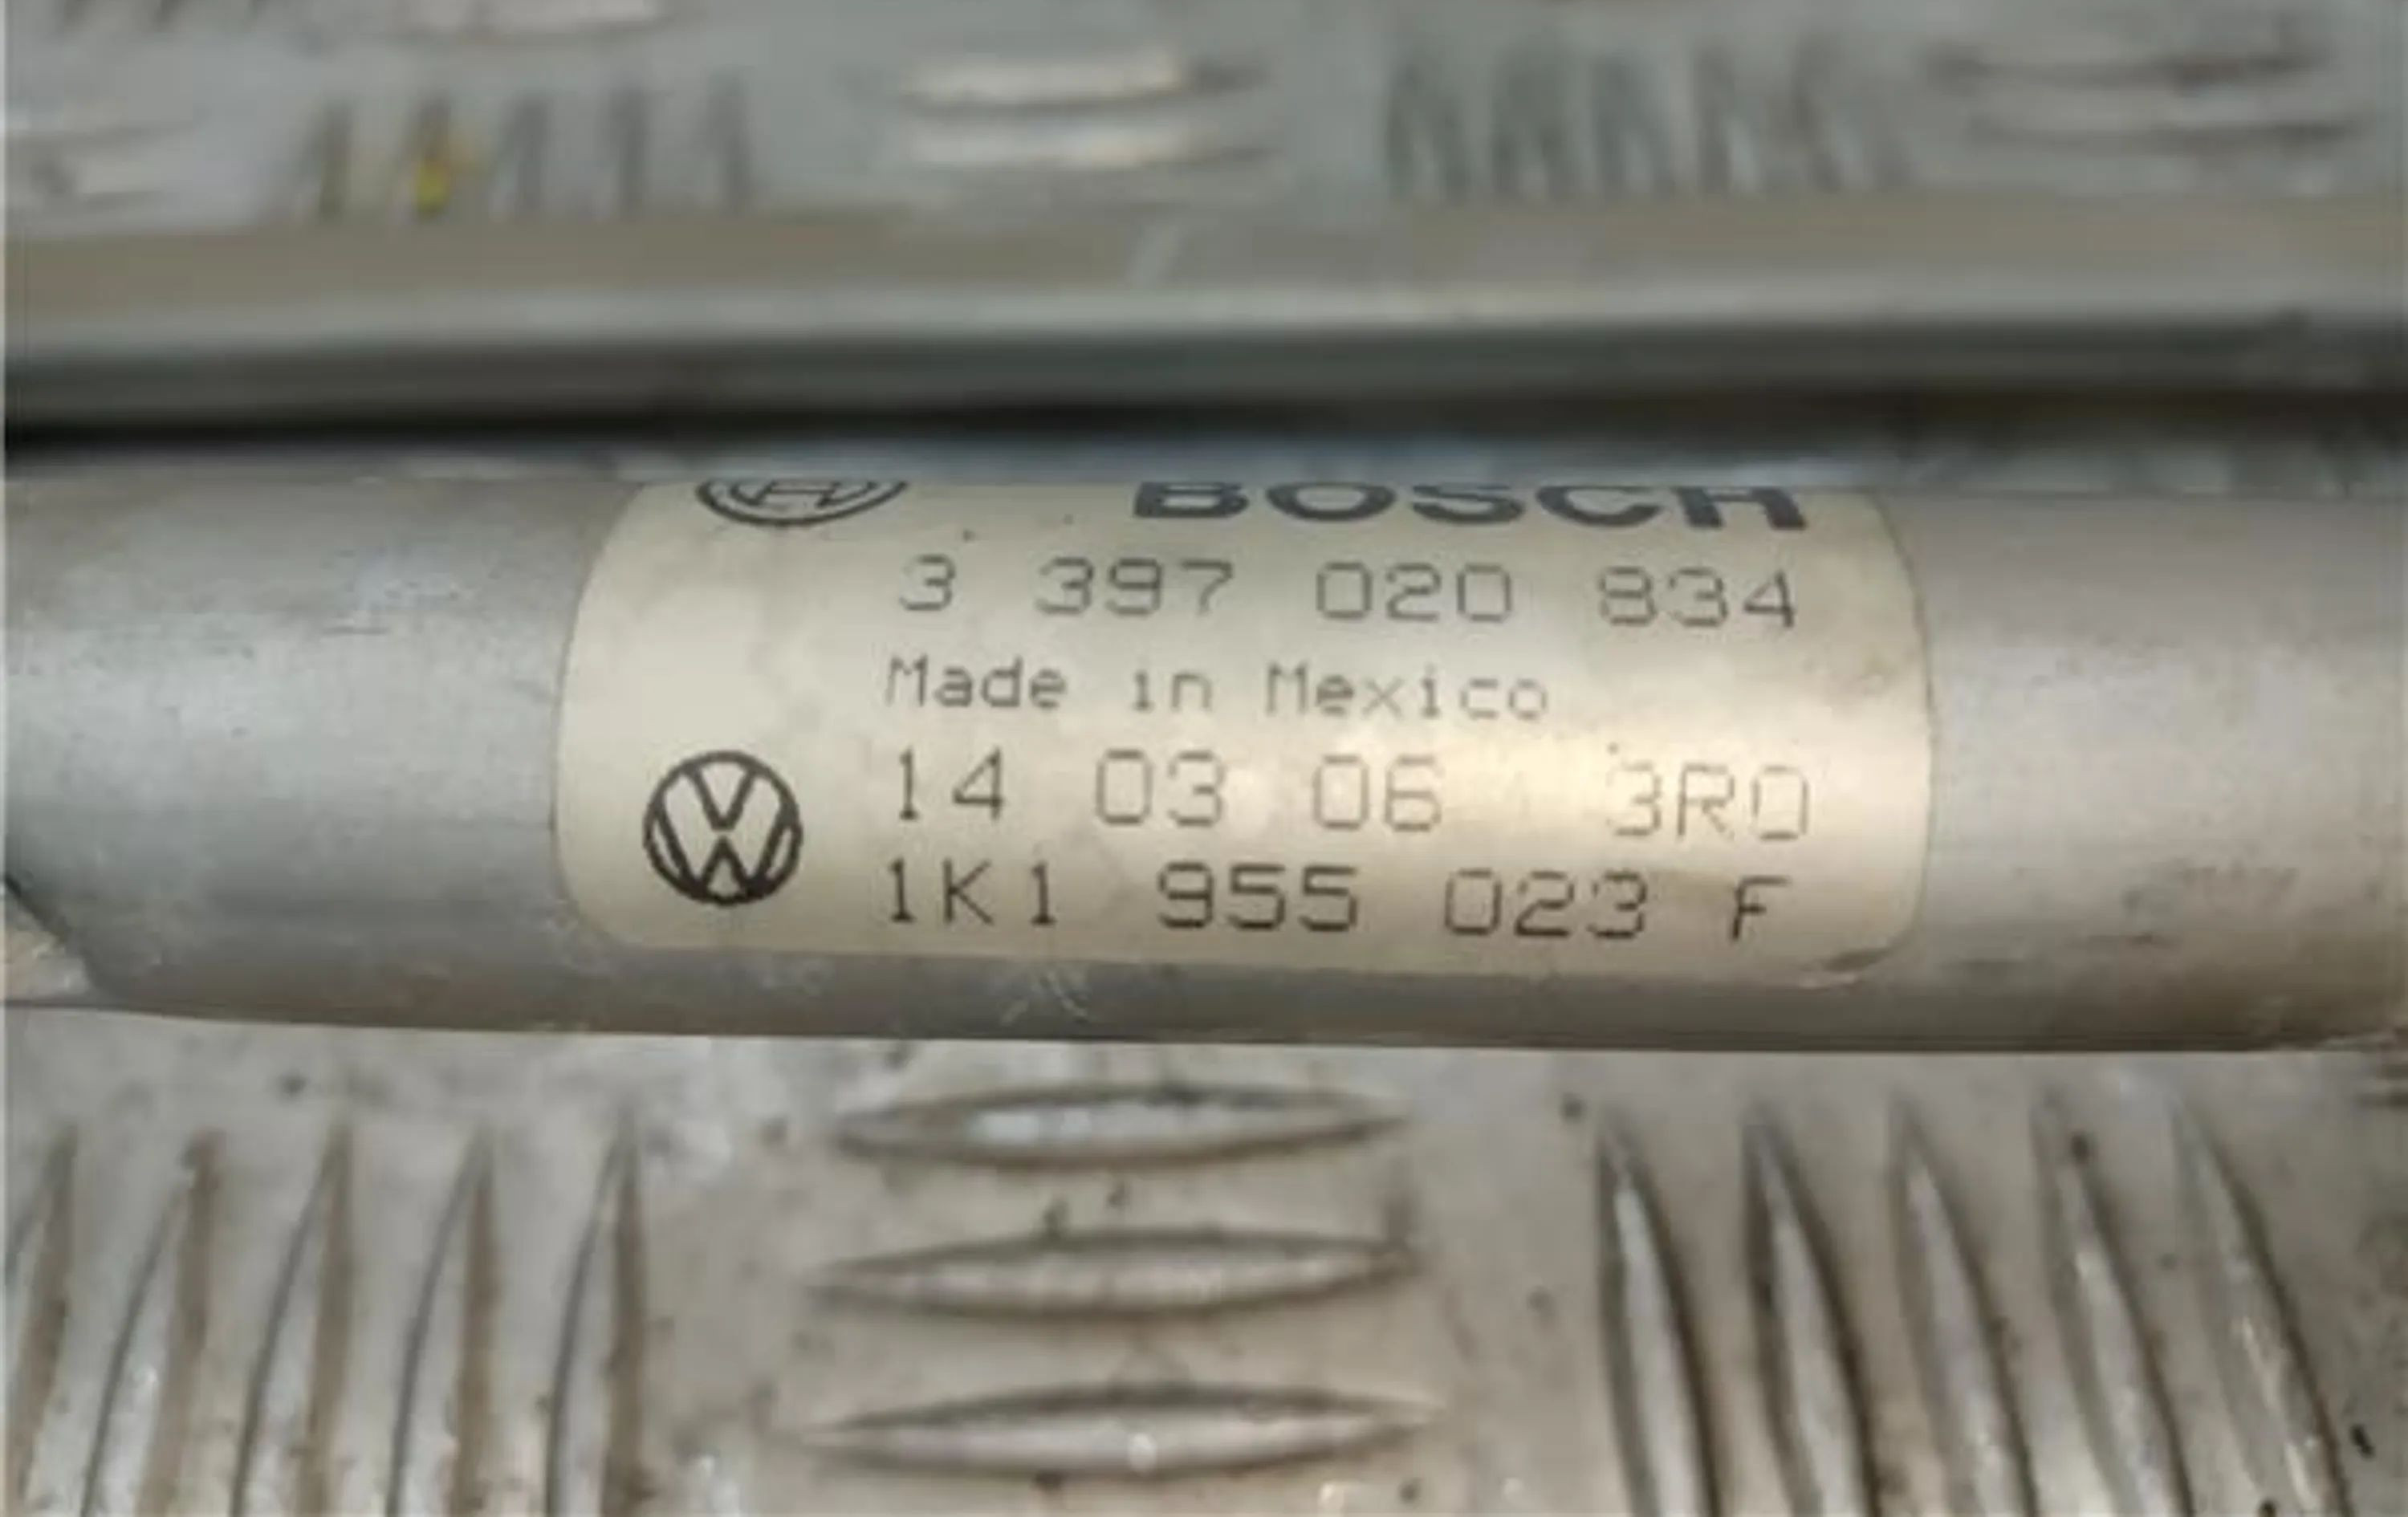 BOSCH
3 397 020 834
Made in Mexico
14 03 06 3R0
1K1 955 023 F